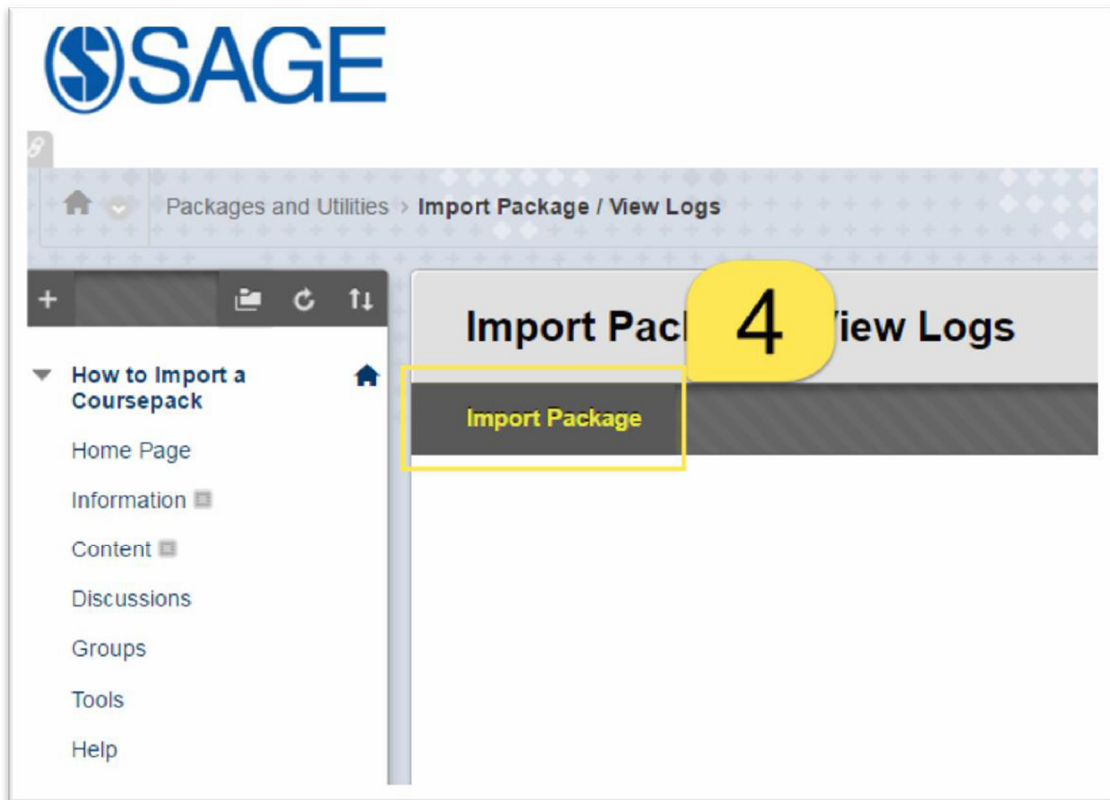 SAGE
Packages and Utilities > Import Package / View Logs
Import Pac 4 iew Logs
Import Package
How to Import a
Coursepack
Home Page
Information
Content
Discussions
Groups
Tools
Help